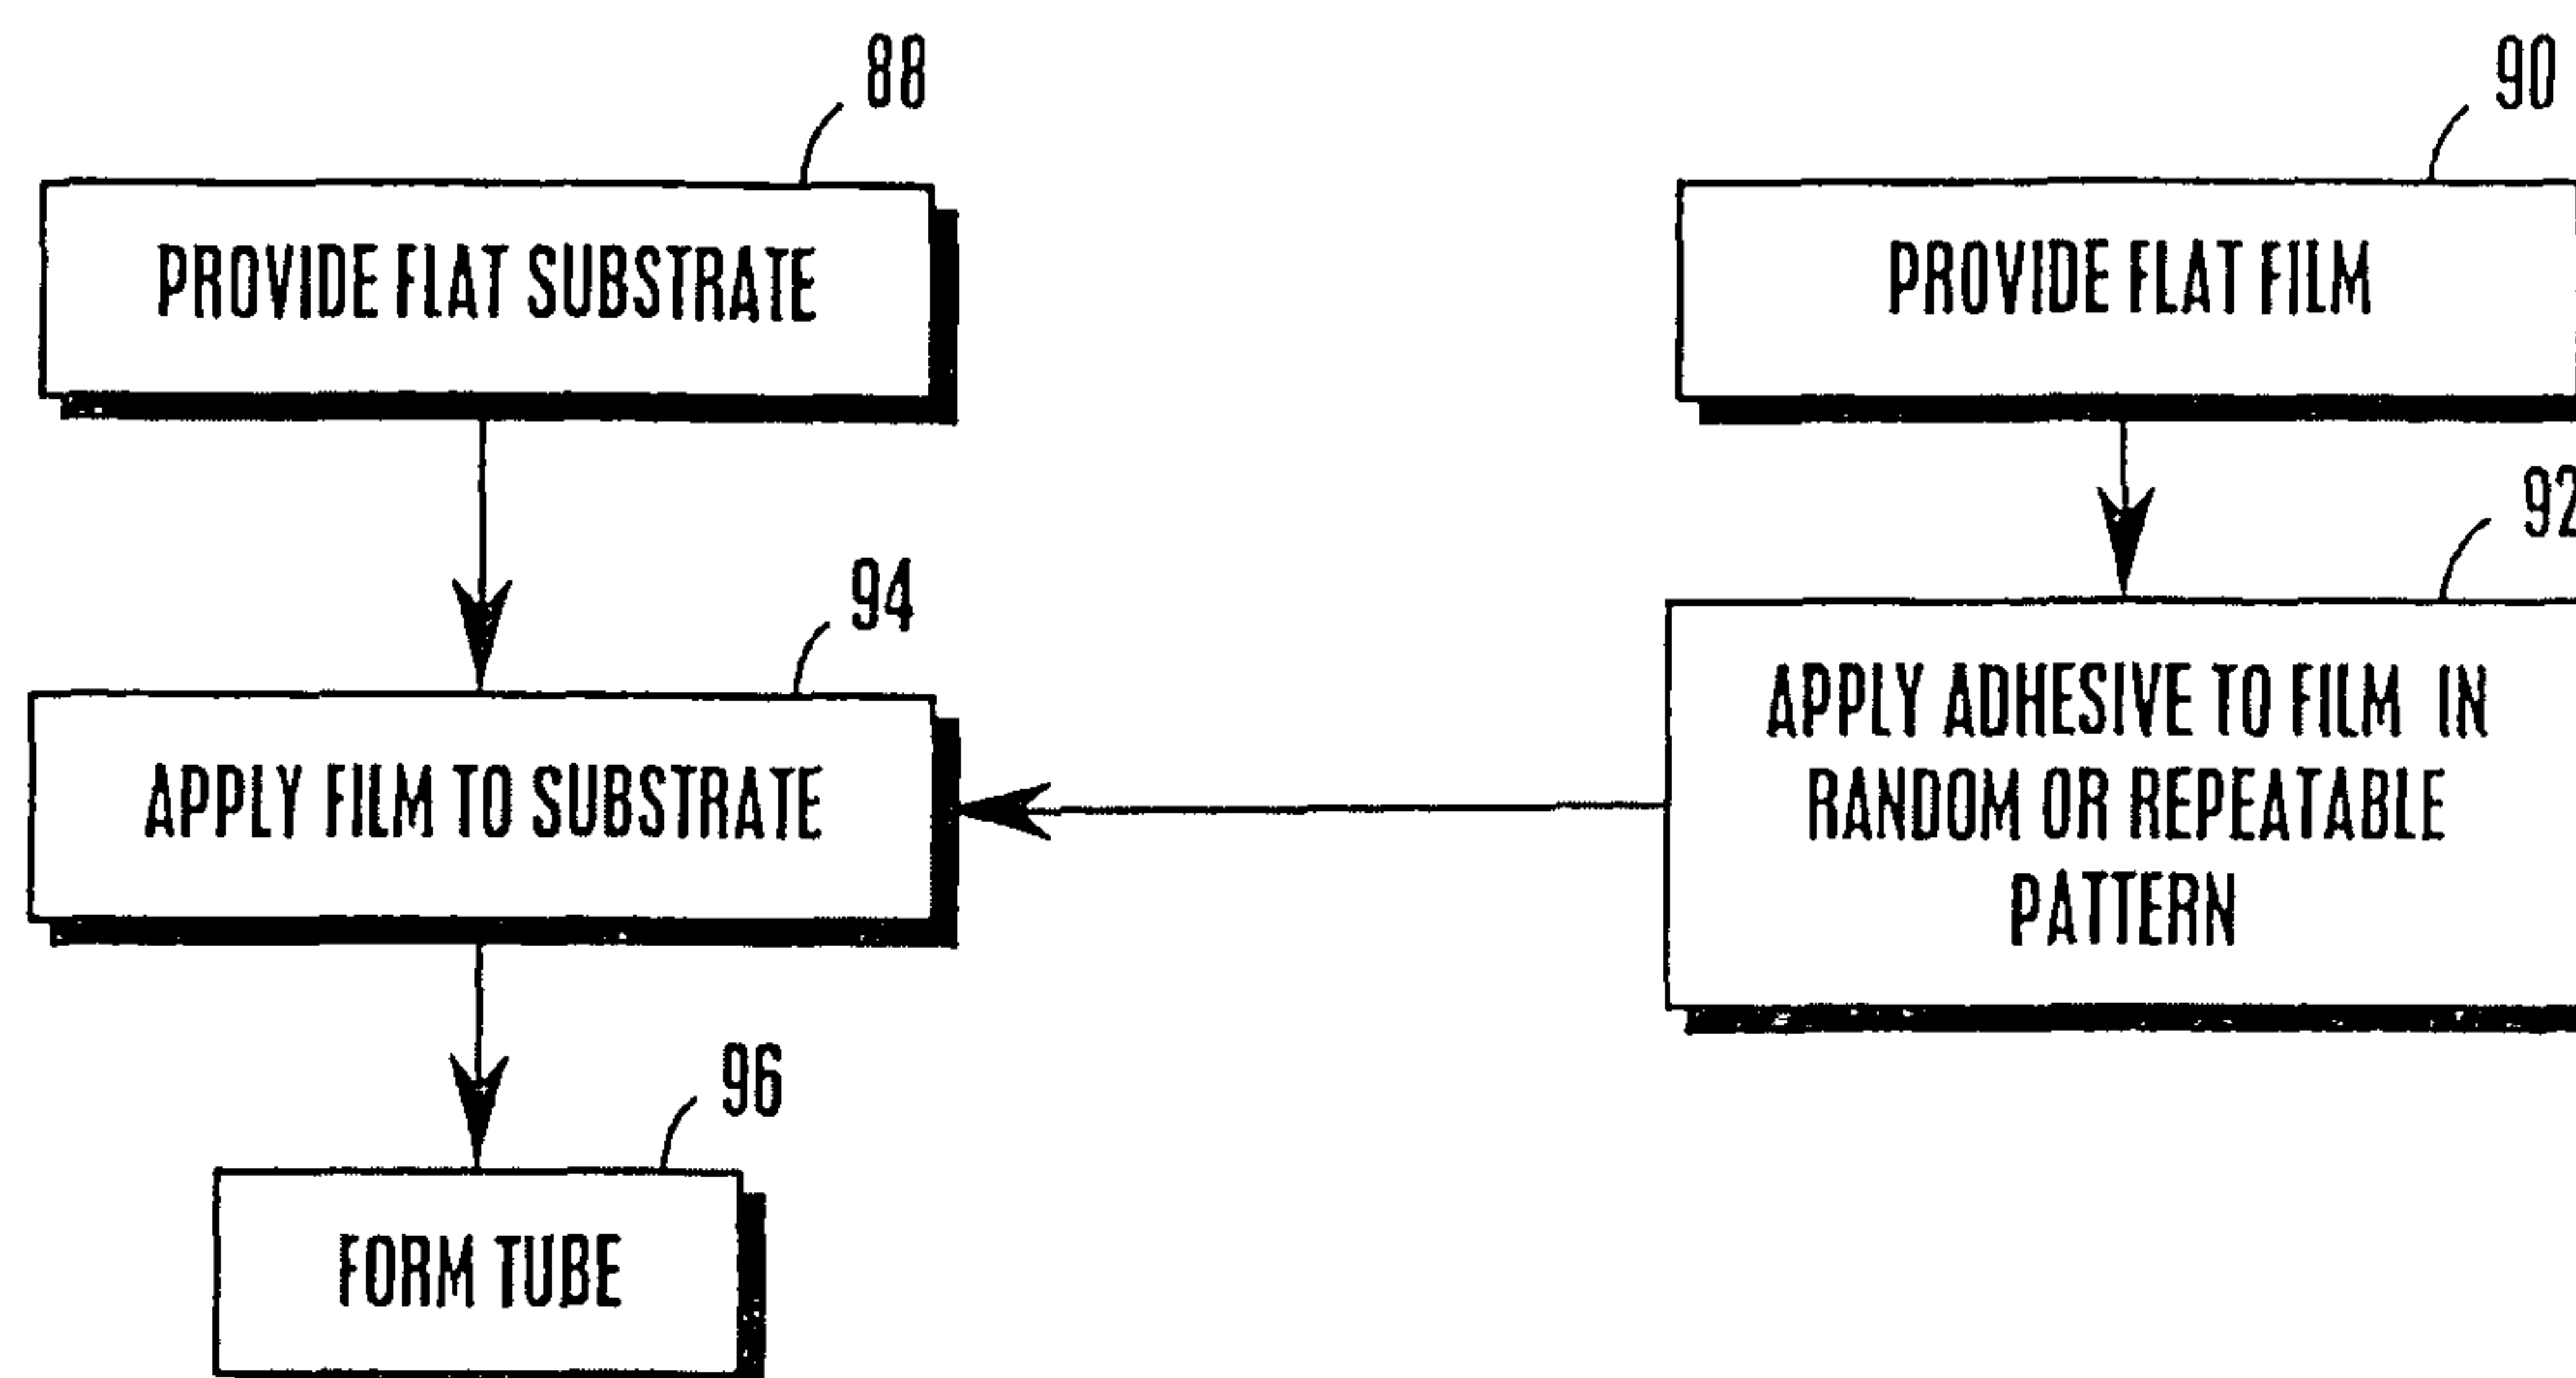 88
PROVIDE FLAT SUBSTRATE
90
PROVIDE FLAT FILM
92
APPLY ADHESIVE TO FILM IN
RANDOM OR REPEATABLE
PATTERN
94
APPLY FILM TO SUBSTRATE
96
FORM TUBE